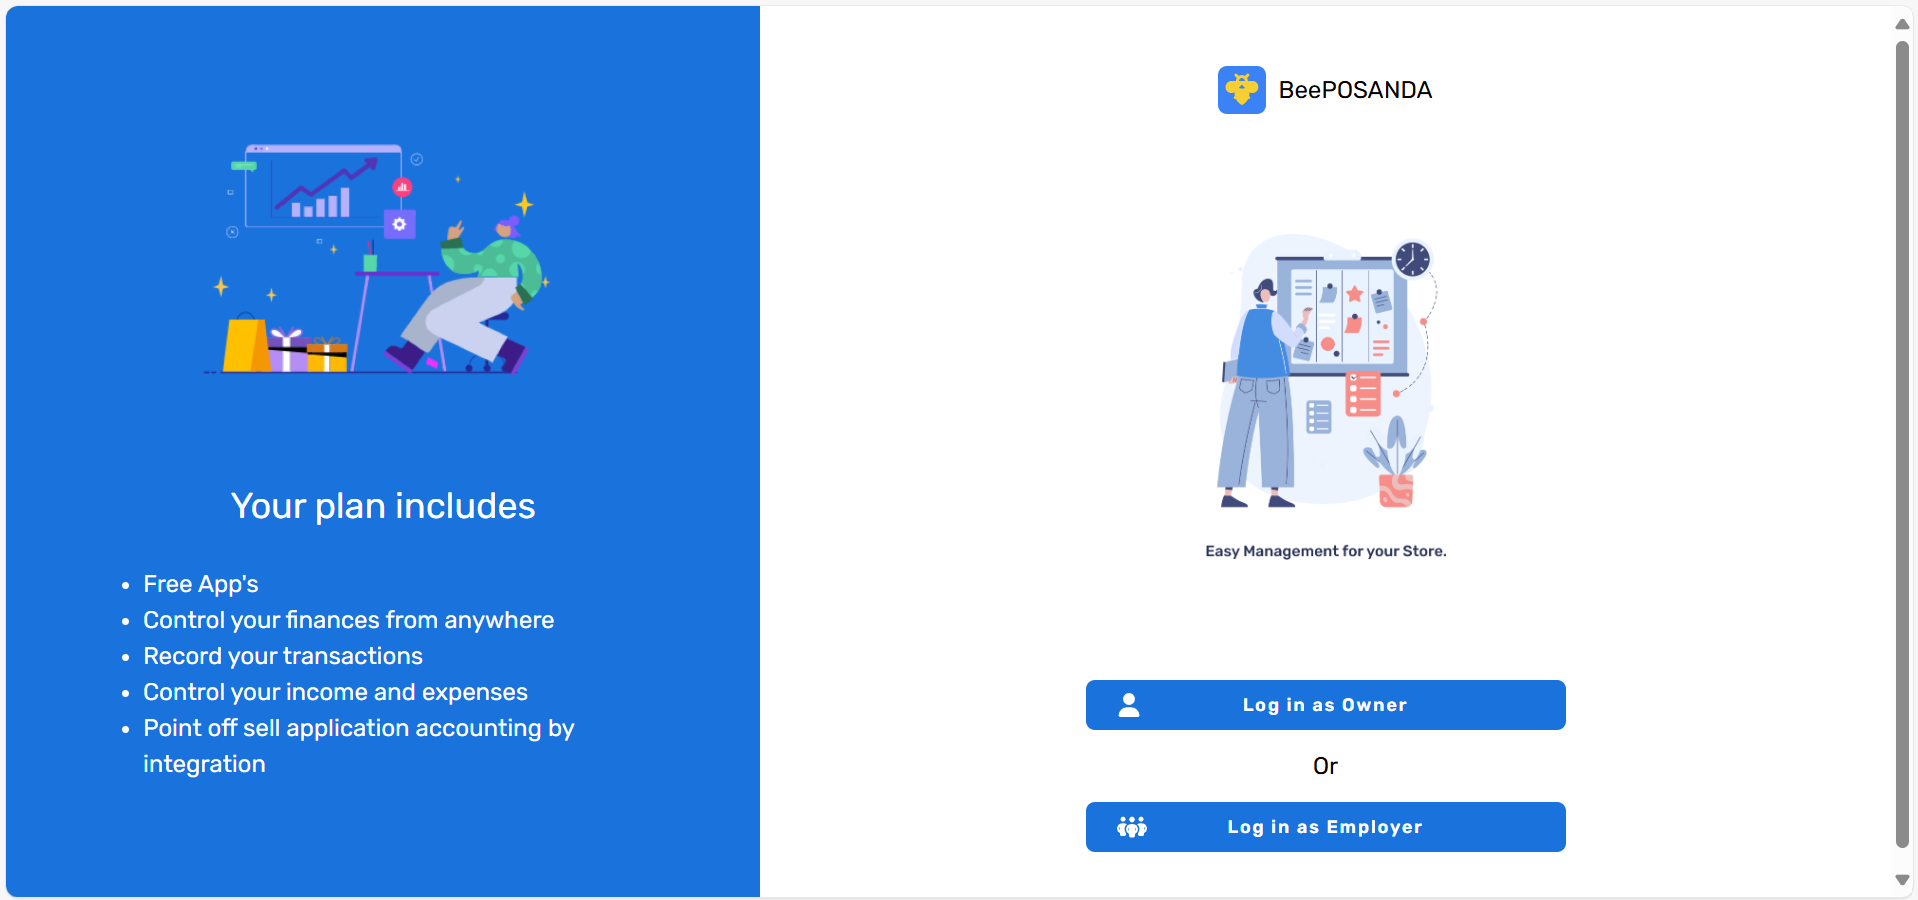 Your plan includes
Free App's
Control your finances from anywhere
Record your transactions
Control your income and expenses
Point off sell application accounting by
integration
BeePOSANDA
Easy Management for your Store.
Log in as Owner
Or
Log in as Employer